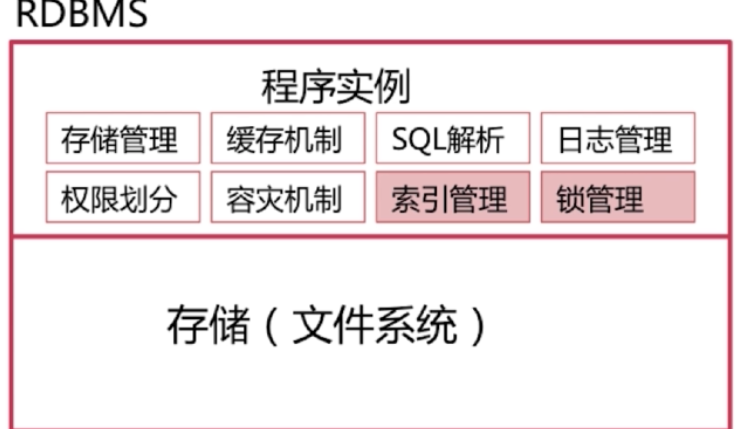 RDBMS
程序实例
存储管理 缓存机制 SQL解析 日志管理
权限划分 容灾机制 索引管理 锁管理
存储（文件系统）